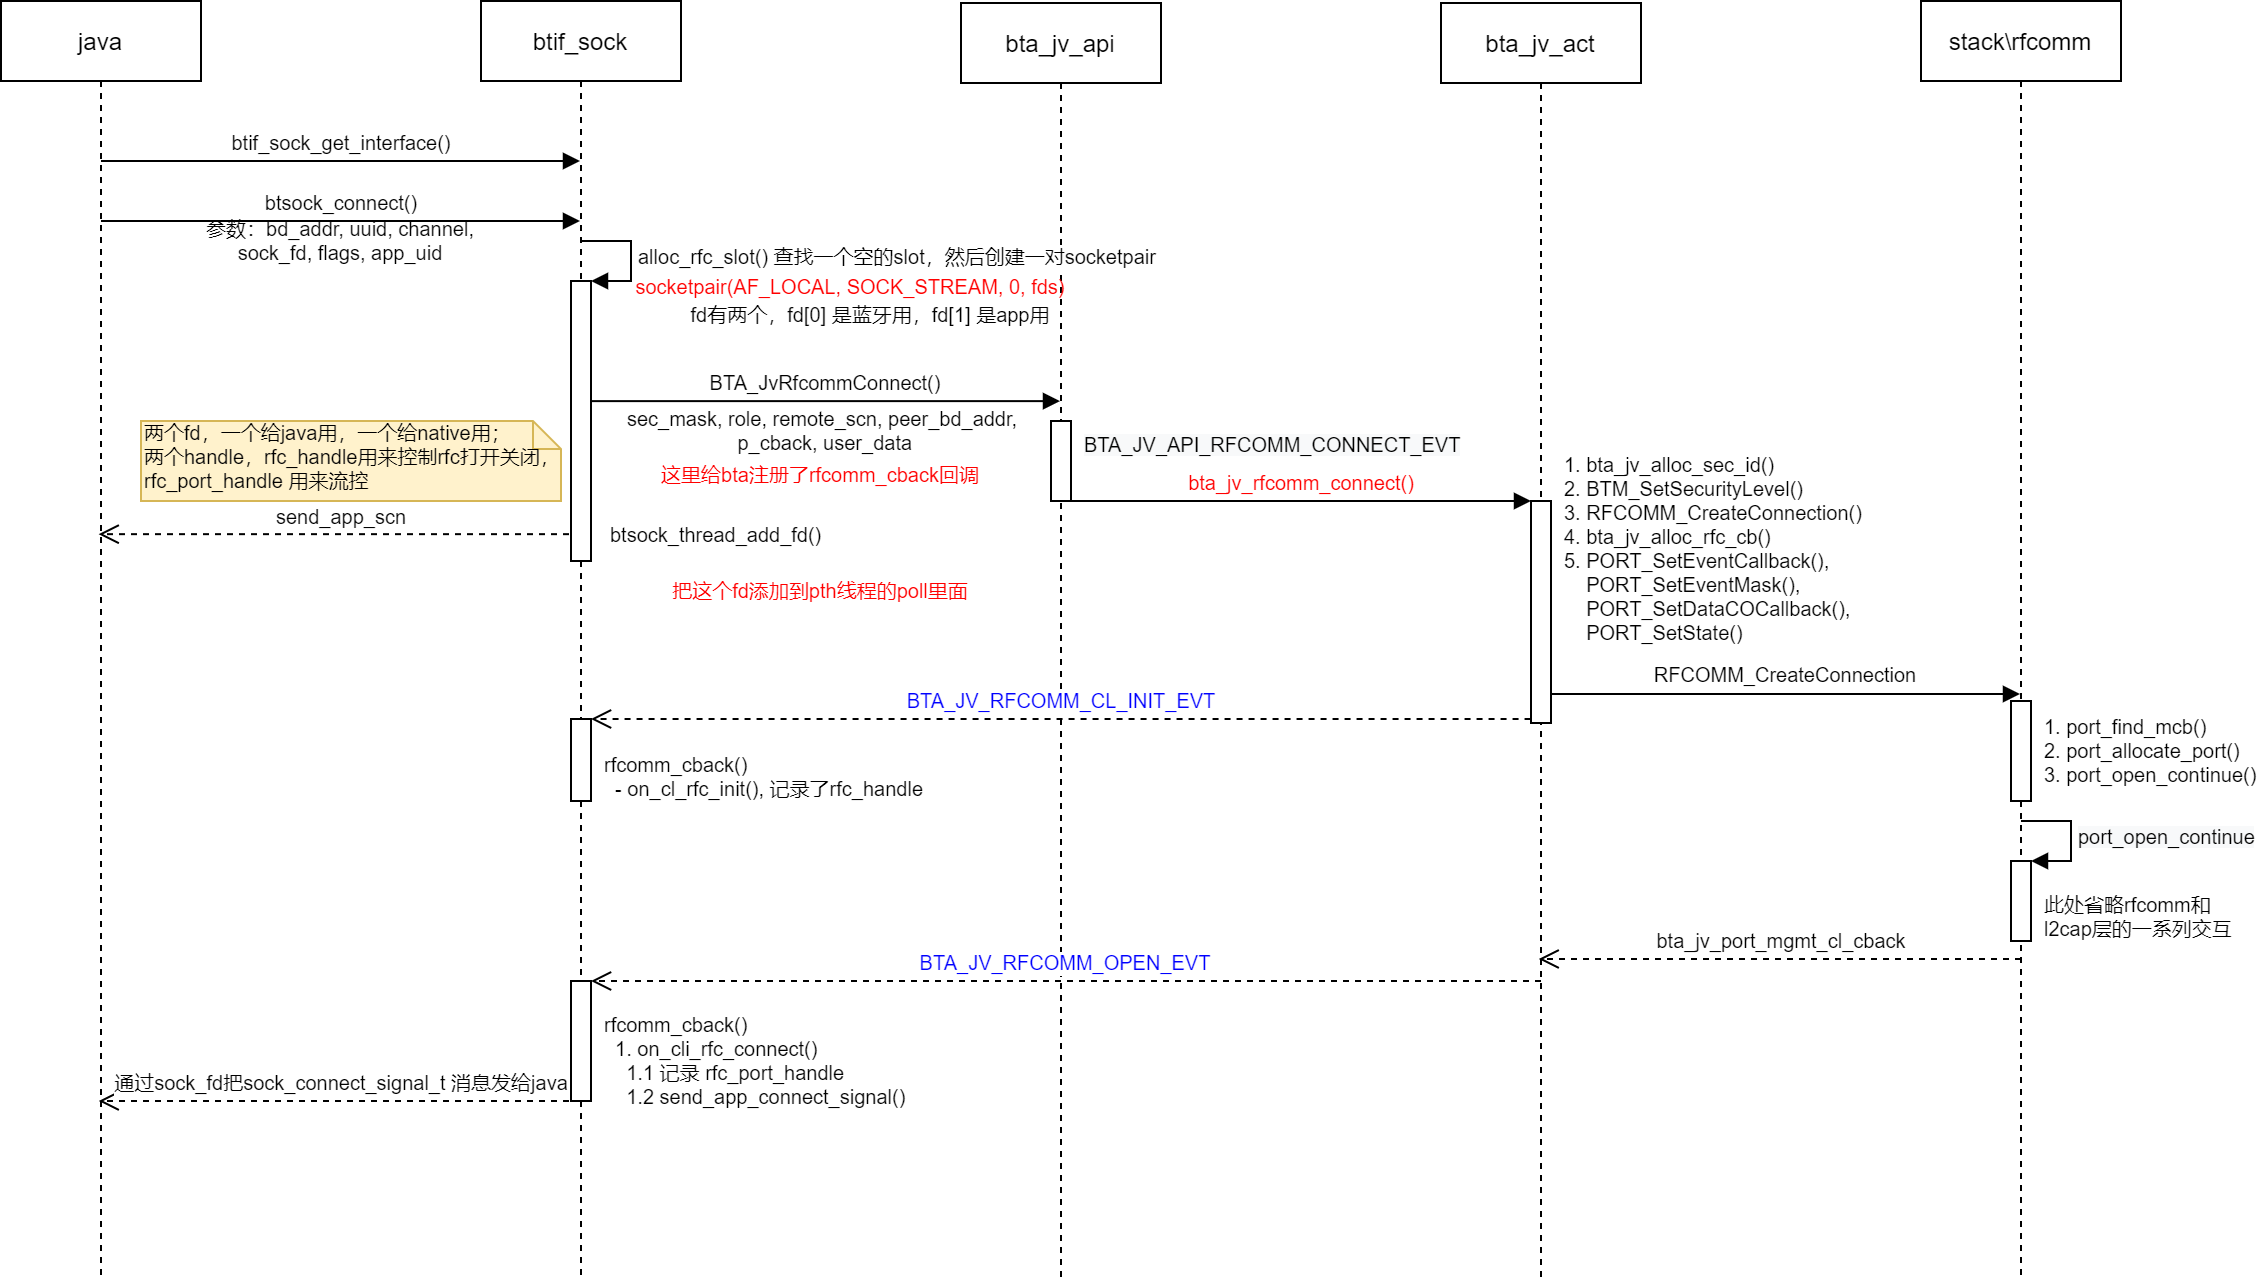 java
btif_sock
bta_jv_api
bta_jv_act
stack\rfcomm
btif_sock_get_interface()
btsock_connect()
参数：bd_addr, uuid, channel,
sock_fd, flags, app_uid
alloc_rfc_slot() 查找一个空的slot，然后创建一对socketpair
socketpair(AF_LOCAL, SOCK_STREAM, 0, fds)
fd有两个，fd[0] 是蓝牙用，fd[1] 是app用
BTA_JvRfcommConnect()
sec_mask, role, remote_scn, peer_bd_addr,
p_cback, user_data
这里给bta注册了rfcomm_cback回调
两个fd，一个给java用，一个给native用；
两个handle，rfc_handle用来控制rfc打开关闭，
rfc_port_handle 用来流控
BTA_JV_API_RFCOMM_CONNECT_EVT
bta_jv_rfcomm_connect()
1. bta_jv_alloc_sec_id()
2. BTM_SetSecurityLevel()
3. RFCOMM_CreateConnection()
4. bta_jv_alloc_rfc_cb()
5. PORT_SetEventCallback(),
PORT_SetEventMask(),
PORT_SetDataCOCallback(),
PORT_SetState()
send_app_scn
btsock_thread_add_fd()
把这个fd添加到pth线程的poll里面
RFCOMM_CreateConnection
BTA_JV_RFCOMM_CL_INIT_EVT
1. port_find_mcb()
2. port_allocate_port()
3. port_open_continue()
rfcomm_cback()
- on_cl_rfc_init(), 记录了rfc_handle
port_open_continue
此处省略rfcomm和
l2cap层的一系列交互
bta_jv_port_mgmt_cl_cback
BTA_JV_RFCOMM_OPEN_EVT
rfcomm_cback()
1. on_cli_rfc_connect()
1.1 记录 rfc_port_handle
1.2 send_app_connect_signal()
通过sock_fd把sock_connect_signal_t 消息发给java